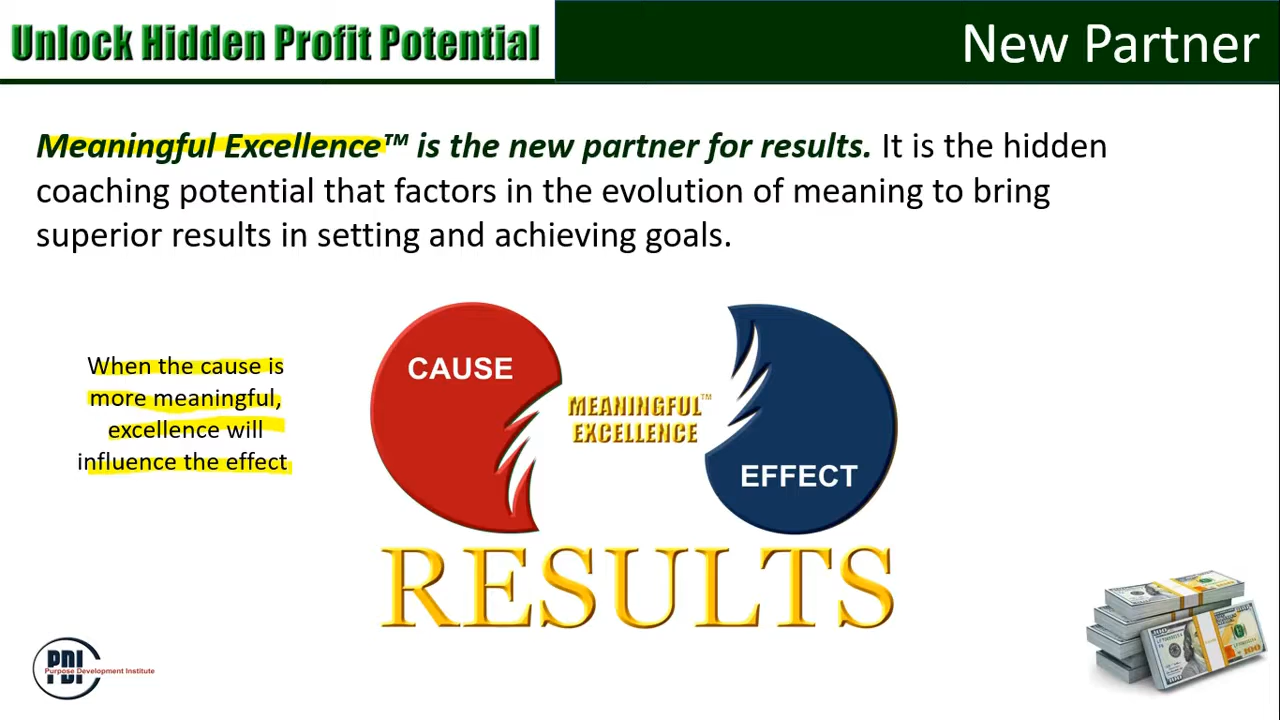 Unlock Hidden Profit Potential
New Partner
Meaningful Excellence™ is the new partner for results. It is the hidden
coaching potential that factors in the evolution of meaning to bring
superior results in setting and achieving goals.
When the cause is
more meaningful,
excellence will
influence the effect
CAUSE
MEANINGFUL™
EXCELLENCE
EFFECT
RESULTS
PDI
Purpose Development Institute
100